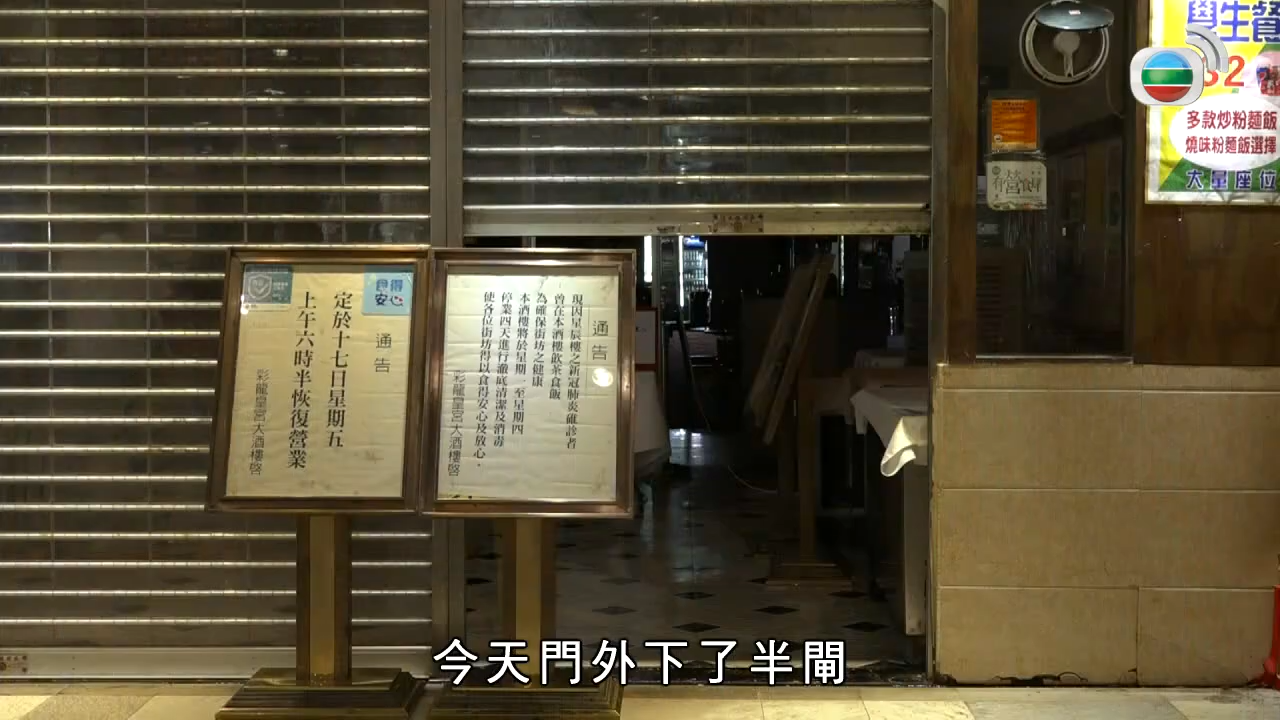 學生餐
多款炒粉麵飯
燒味粉麵飯選擇
大量座位
有營食肆
食得
安心
通告
定於十七日星期五
上午六時半恢復營業
彩龍皇宮大酒樓啓
通告
現因星辰樓之新冠肺炎確診者
曾在本酒樓飲茶食飯
為確保街坊之健康
本酒樓將於星期一至星期四
停業四天進行徹底清潔及消毒
使各位街坊得以食得安心及放心。
彩龍皇宮大酒樓啓
今天門外下了半閘